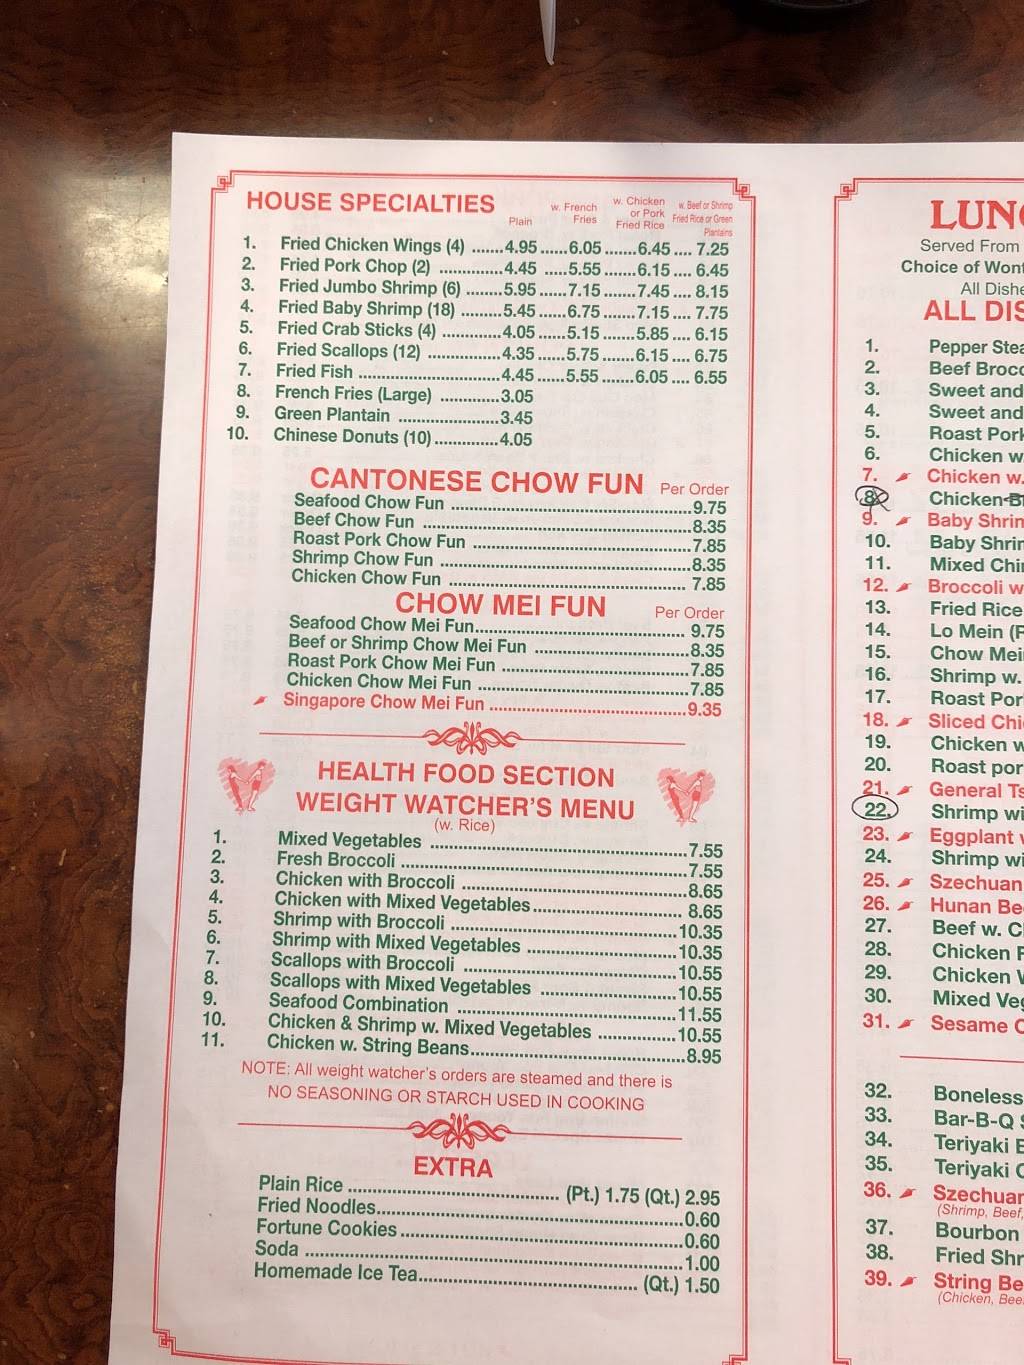 HOUSE SPECIALTIES
Plain
w. French Fries
w. Chicken or Pork Fried Rice
w. Beef or Shrimp Fried Rice or Green Plantains
1. Fried Chicken Wings (4) .......4.95......6.05.......6.45.... 7.25
2. Fried Pork Chop (2) ..............4.45 .....5.55.......6.15.... 6.45
3. Fried Jumbo Shrimp (6) ........5.95......7.15.......7.45.... 8.15
4. Fried Baby Shrimp (18) .........5.45......6.75.......7.15.... 7.75
5. Fried Crab Sticks (4) .............4.05......5.15.......5.85.... 6.15
6. Fried Scallops (12) ................4.35......5.75.......6.15.... 6.75
7. Fried Fish ...............................4.45......5.55.......6.05.... 6.55
8. French Fries (Large) .............3.05
9. Green Plantain ......................3.45
10. Chinese Donuts (10)..............4.05
CANTONESE CHOW FUN Per Order
Seafood Chow Fun ....................9.75
Beef Chow Fun ....................8.35
Roast Pork Chow Fun ....................7.85
Shrimp Chow Fun ....................8.35
Chicken Chow Fun .................... 7.85
CHOW MEI FUN Per Order
Seafood Chow Mei Fun.................... 9.75
Beef or Shrimp Chow Mei Fun ....................8.35
Roast Pork Chow Mei Fun ....................7.85
Chicken Chow Mei Fun ....................7.85
Singapore Chow Mei Fun ....................9.35
HEALTH FOOD SECTION
WEIGHT WATCHER'S MENU
(w. Rice)
1. Mixed Vegetables ....................7.55
2. Fresh Broccoli ....................7.55
3. Chicken with Broccoli ....................8.65
4. Chicken with Mixed Vegetables.................... 8.65
5. Shrimp with Broccoli ....................10.35
6. Shrimp with Mixed Vegetables ....................10.35
7. Scallops with Broccoli ....................10.55
8. Scallops with Mixed Vegetables ....................10.55
9. Seafood Combination ....................11.55
10. Chicken & Shrimp w. Mixed Vegetables ..............10.55
11. Chicken w. String Beans....................8.95
NOTE: All weight watcher's orders are steamed and there is
NO SEASONING OR STARCH USED IN COOKING
EXTRA
Plain Rice .................... (Pt.) 1.75 (Qt.) 2.95
Fried Noodles....................0.60
Fortune Cookies....................0.60
Soda ....................1.00
Homemade Ice Tea.................... (Qt.) 1.50
Served From
Choice of
ALL
1. Pepper
2. Beef
3. Sweet and
4. Sweet and
5. Roast
6. Chicken w.
7. Chicken w.
8. Chicken
9. Baby
10. Baby
11. Mixed
12. Broccoli
13. Fried Rice
14. Lo Mein
15. Chow
16. Shrimp w.
17. Roast
18. Sliced
19. Chicken
20. Roast
21. General
22. Shrimp
23. Eggplant
24. Shrimp
25. Szechuan
26. Hunan
27. Beef w.
28. Chicken
29. Chicken
30. Mixed
31. Sesame
32. Boneless
33. Bar-B-Q
34. Teriyaki
35. Teriyaki
36. Szechuan
(Shrimp, Beef,
37. Bourbon
38. Fried
39. String
(Chicken,